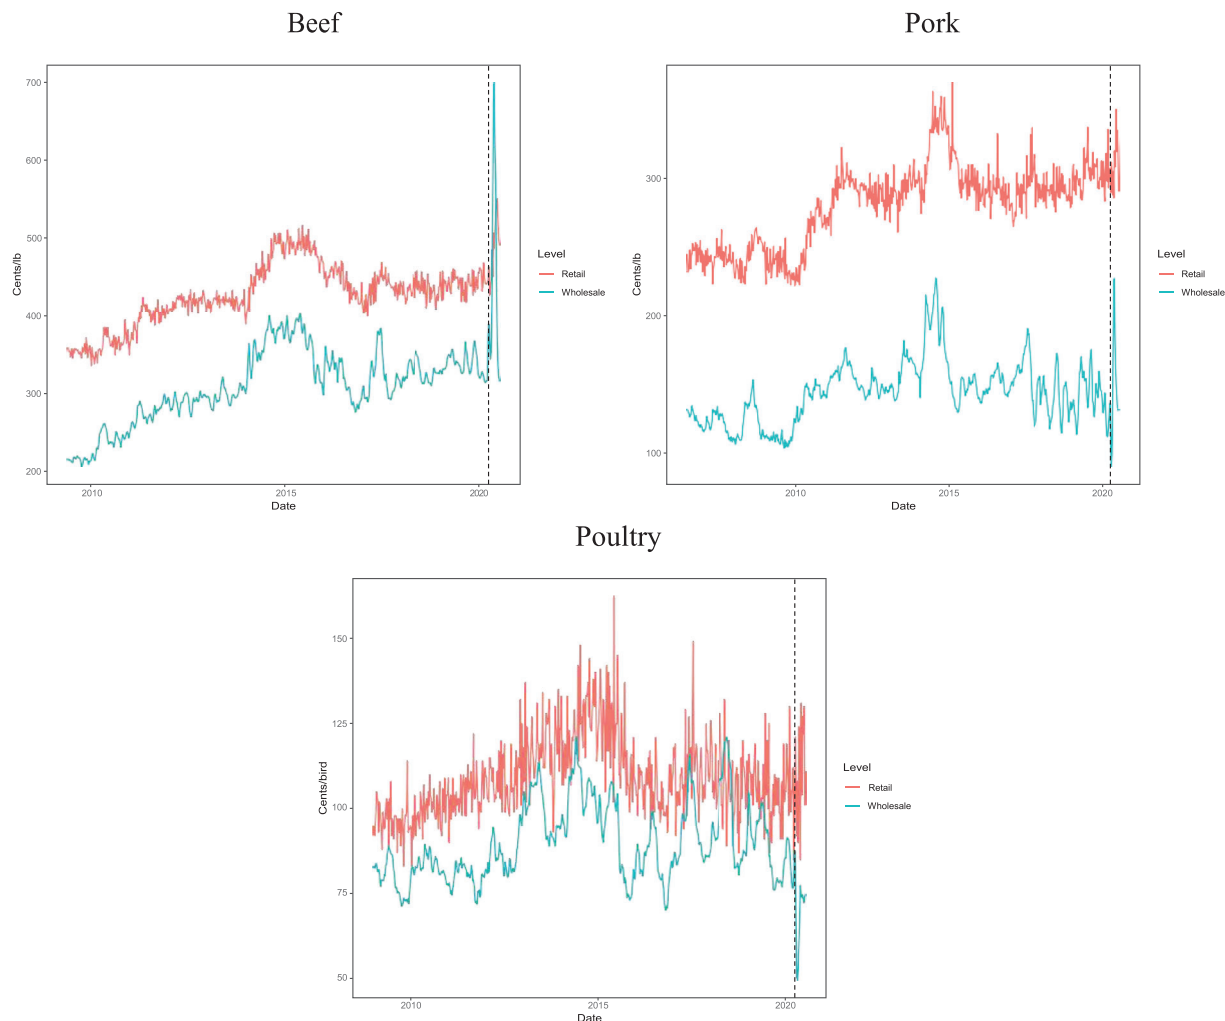 Beef
Pork
700
600
500
400
300
200
Cents/lb
2010
2015
2020
Date
Level
Retail
Wholesale
300
200
100
Cents/lb
2010
2015
2020
Date
Level
Retail
Wholesale
Poultry
150
125
100
75
50
Cents/bird
2010
2015
2020
Date
Level
Retail
Wholesale